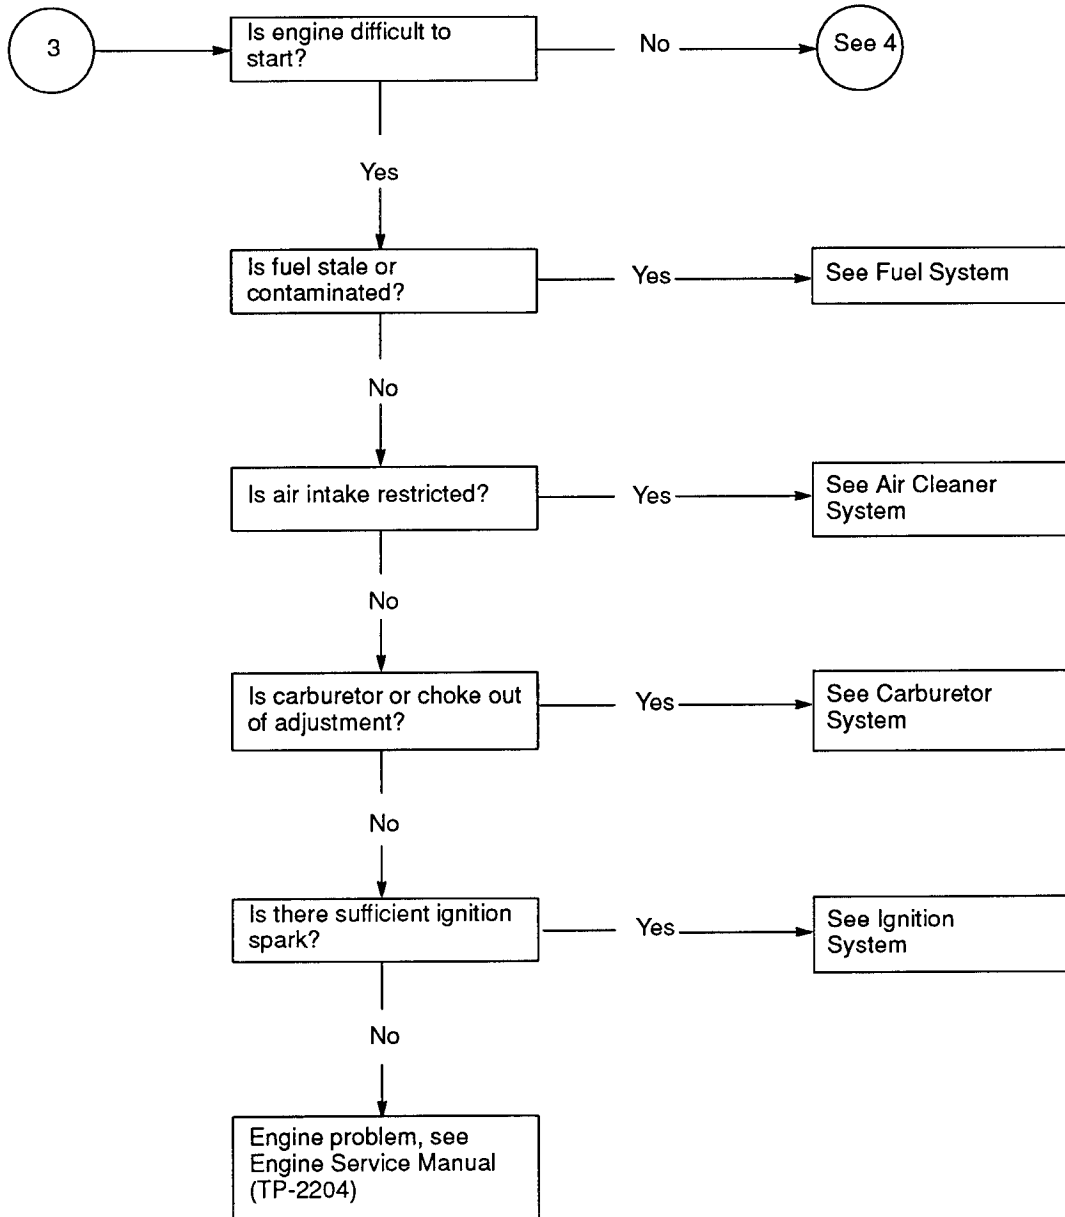 3
Is engine difficult to
start?
No
See 4
Yes
Is fuel stale or
contaminated?
Yes
See Fuel System
No
Is air intake restricted?
Yes
See Air Cleaner
System
No
Is carburetor or choke out
of adjustment?
Yes
See Carburetor
System
No
Is there sufficient ignition
spark?
Yes
See Ignition
System
No
Engine problem, see
Engine Service Manual
(TP-2204)